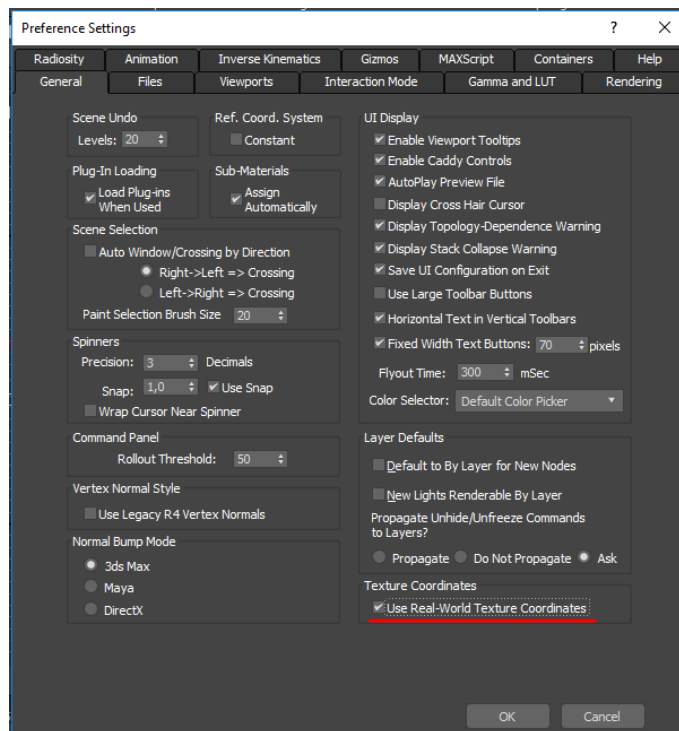 Preference Settings
?
Radiosity
Animation
Inverse Kinematics
Gizmos
MAXScript
Containers
Help
General
Files
Viewports
Interaction Mode
Gamma and LUT
Rendering
Scene Undo
Levels: 20
Ref. Coord. System
Constant
Plug-In Loading
Load Plug-ins
When Used
Sub-Materials
Assign
Automatically
Scene Selection
Auto Window/Crossing by Direction
Right->Left => Crossing
Left->Right => Crossing
Paint Selection Brush Size 20
Spinners
Precision: 3 Decimals
Snap: 1,0 Use Snap
Wrap Cursor Near Spinner
Command Panel
Rollout Threshold: 50
Vertex Normal Style
Use Legacy R4 Vertex Normals
Normal Bump Mode
3ds Max
Maya
DirectX
UI Display
Enable Viewport Tooltips
Enable Caddy Controls
AutoPlay Preview File
Display Cross Hair Cursor
Display Topology-Dependence Warning
Display Stack Collapse Warning
Save UI Configuration on Exit
Use Large Toolbar Buttons
Horizontal Text in Vertical Toolbars
Fixed Width Text Buttons: 70 pixels
Flyout Time: 300 mSec
Color Selector: Default Color Picker
Layer Defaults
Default to By Layer for New Nodes
New Lights Renderable By Layer
Propagate Unhide/Unfreeze Commands
to Layers?
Propagate Do Not Propagate Ask
Texture Coordinates
Use Real-World Texture Coordinates
OK
Cancel